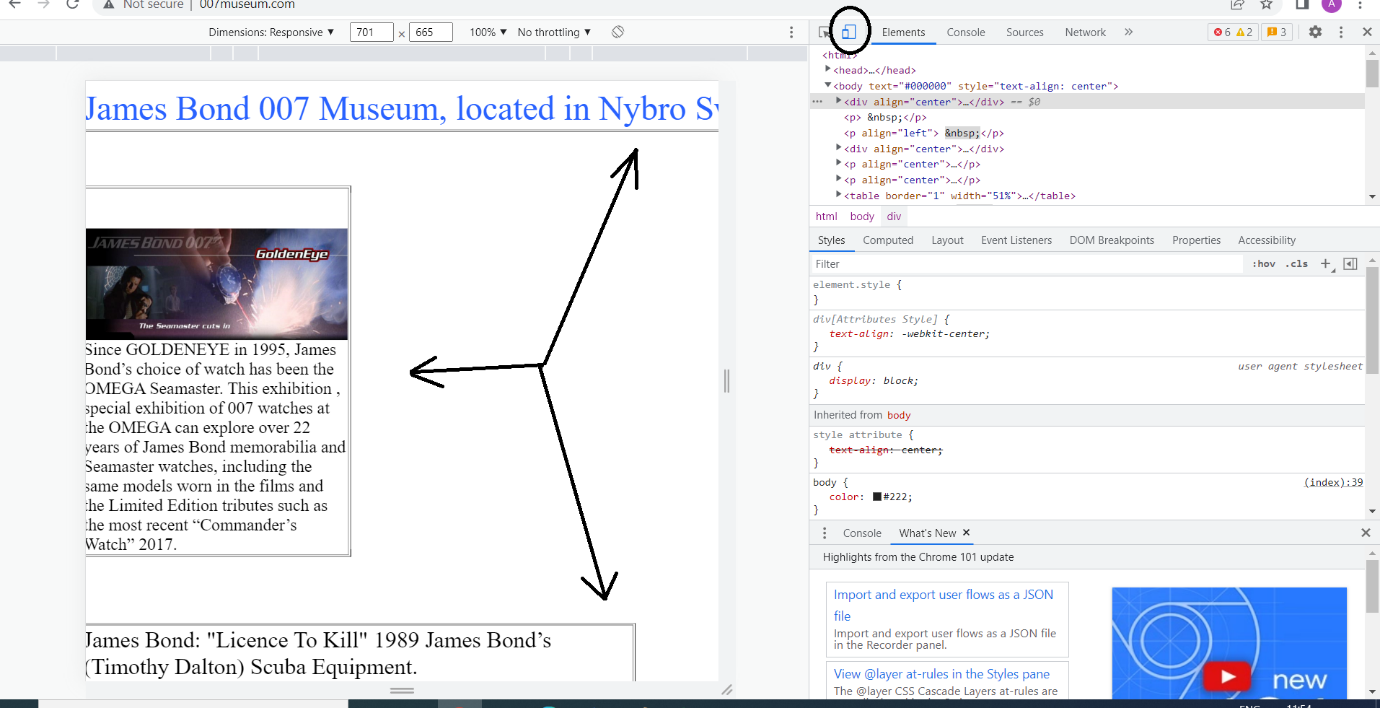 Not secure | 007museum.com
Dimensions: Responsive ▼ 701 × 665 100% ▼ No throttling ▼
Elements Console Sources Network » 6 2 3
<html>
<head>…</head>
<body text="#000000" style="text-align: center">
<div align="center">…</div> == $0
<p> &nbsp;</p>
<p align="left"> &nbsp;</p>
<div align="center">…</div>
<p align="center">…</p>
<p align="center">…</p>
<table border="1" width="51%">…</table>
html body div
Styles Computed Layout Event Listeners DOM Breakpoints Properties Accessibility
Filter :hov .cls +
element.style {
}
div[Attributes Style] {
text-align: -webkit-center;
}
div { user agent stylesheet
display: block;
}
Inherited from body
style attribute {
text-align: center;
}
body { (index):39
color: #222;
}
Console What's New ×
Highlights from the Chrome 101 update
Import and export user flows as a JSON
file
Import and export user flows as a JSON file
in the Recorder panel.
View @layer at-rules in the Styles pane
The @layer CSS Cascade Layers at-rules are
new
James Bond 007 Museum, located in Nybro
JAMES BOND 007
GoldenEye
The Seamaster cuts in
Since GOLDENEYE in 1995, James
Bond’s choice of watch has been the
OMEGA Seamaster. This exhibition ,
special exhibition of 007 watches at
the OMEGA can explore over 22
years of James Bond memorabilia and
Seamaster watches, including the
same models worn in the films and
the Limited Edition tributes such as
the most recent “Commander’s
Watch” 2017.
James Bond: "Licence To Kill" 1989 James Bond’s
(Timothy Dalton) Scuba Equipment.